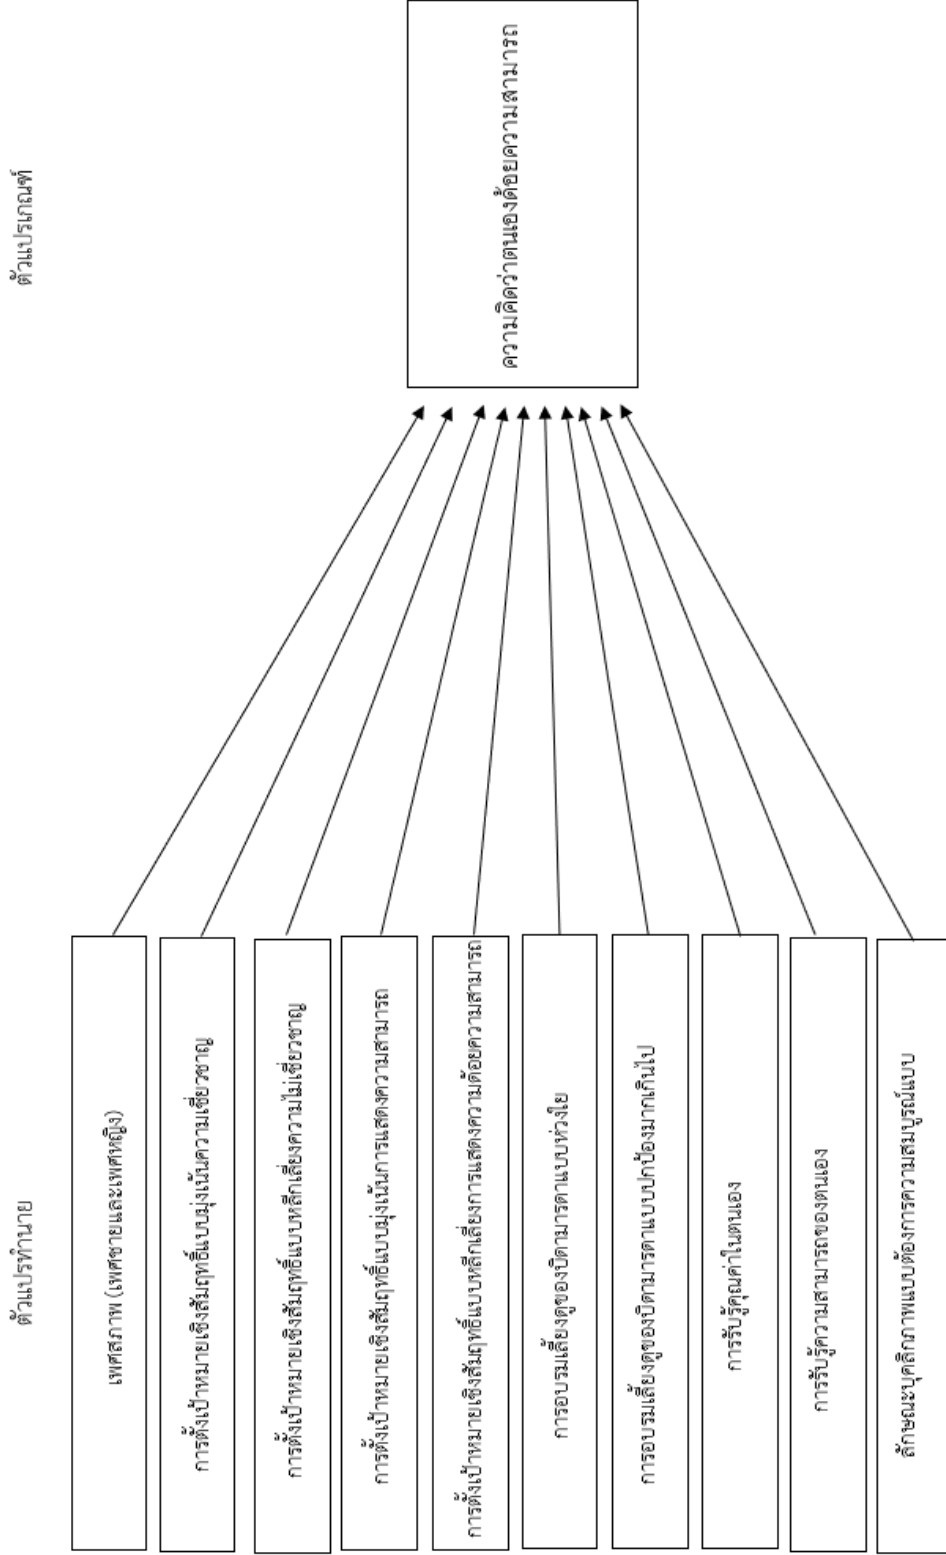 ตัวแปรทำนาย
ตัวแปรเกณฑ์
เพศสภาพ (เพศชายและเพศหญิง)
การตั้งเป้าหมายเชิงสัมฤทธิ์แบบมุ่งเน้นความเชี่ยวชาญ
การตั้งเป้าหมายเชิงสัมฤทธิ์แบบหลีกเลี่ยงความไม่เชี่ยวชาญ
การตั้งเป้าหมายเชิงสัมฤทธิ์แบบมุ่งเน้นการแสดงความสามารถ
การตั้งเป้าหมายเชิงสัมฤทธิ์แบบหลีกเลี่ยงการแสดงความด้อยความสามารถ
การอบรมเลี้ยงดูของบิดามารดาแบบห่วงใย
การอบรมเลี้ยงดูของบิดามารดาแบบปกป้องมากเกินไป
การรับรู้คุณค่าในตนเอง
การรับรู้ความสามารถของตนเอง
ลักษณะบุคลิกภาพแบบต้องการความสมบูรณ์แบบ
ความคิดว่าตนเองด้อยความสามารถ